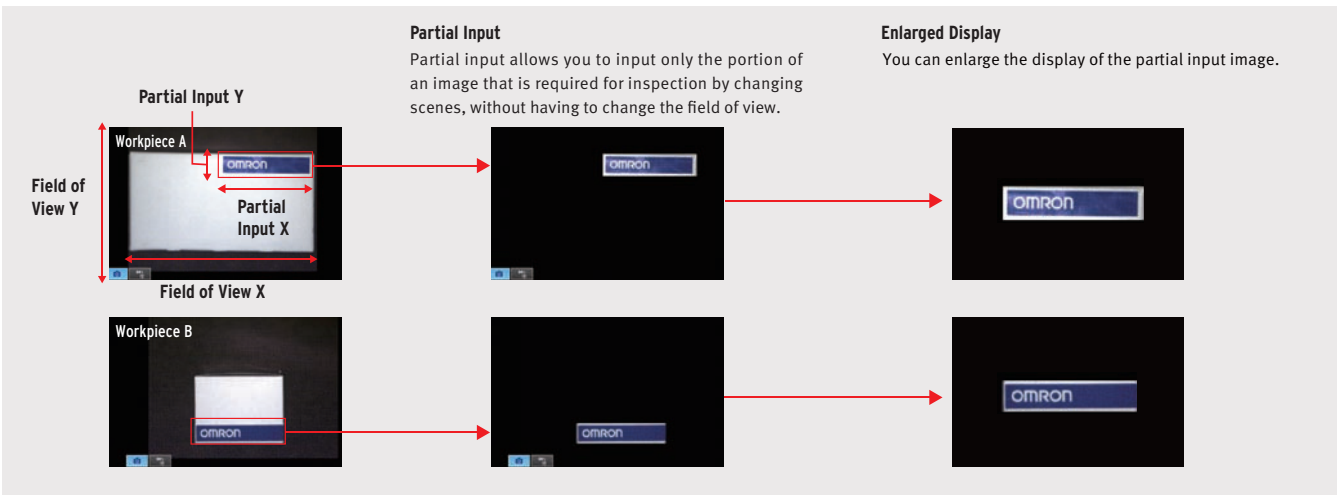 Partial Input
Partial input allows you to input only the portion of
an image that is required for inspection by changing
scenes, without having to change the field of view.
Enlarged Display
You can enlarge the display of the partial input image.
Partial Input Y
Workpiece A
OMRON
Partial
Input X
Field of
View Y
Field of View X
OMRON
OMRON
Workpiece B
OMRON
OMRON
OMRON